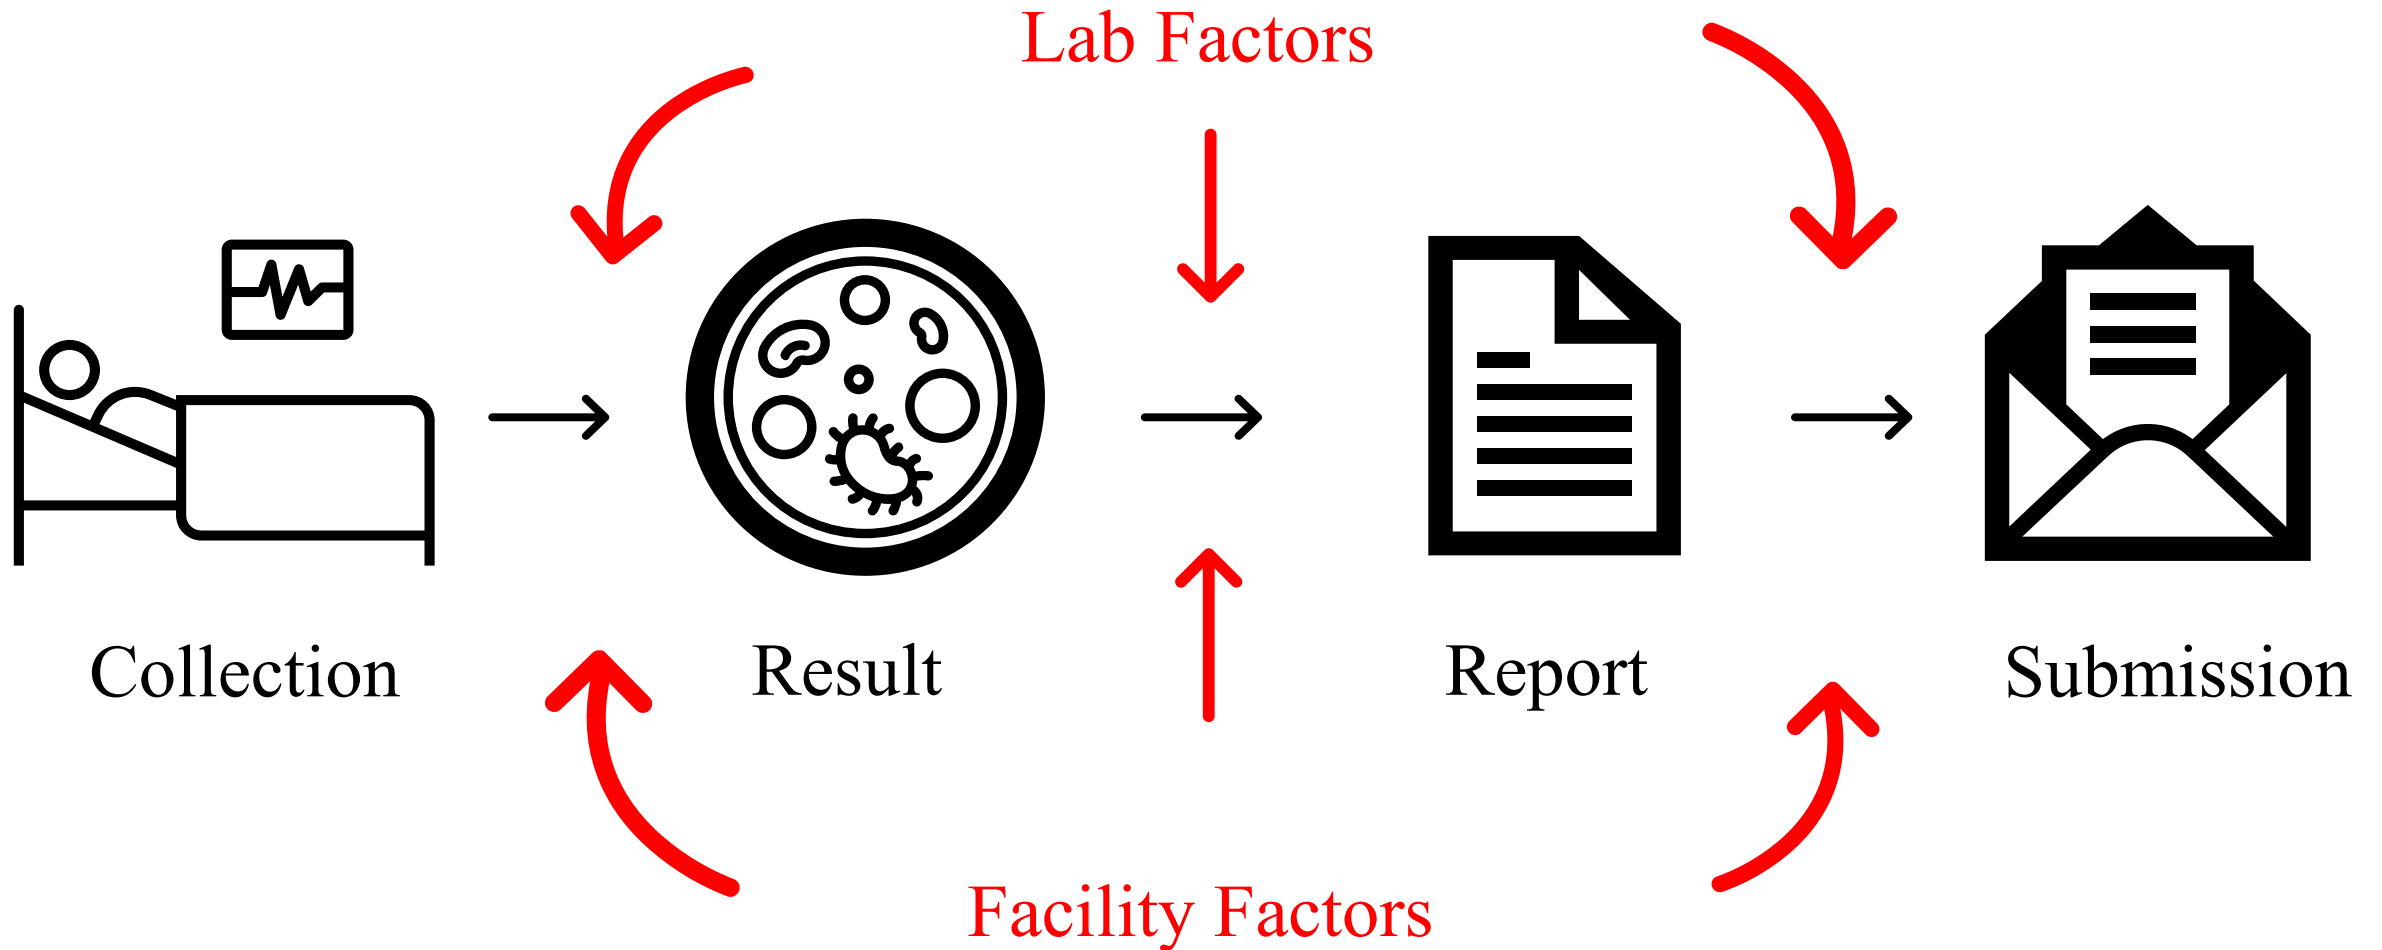 Lab Factors
Collection
Result
Report
Submission
Facility Factors